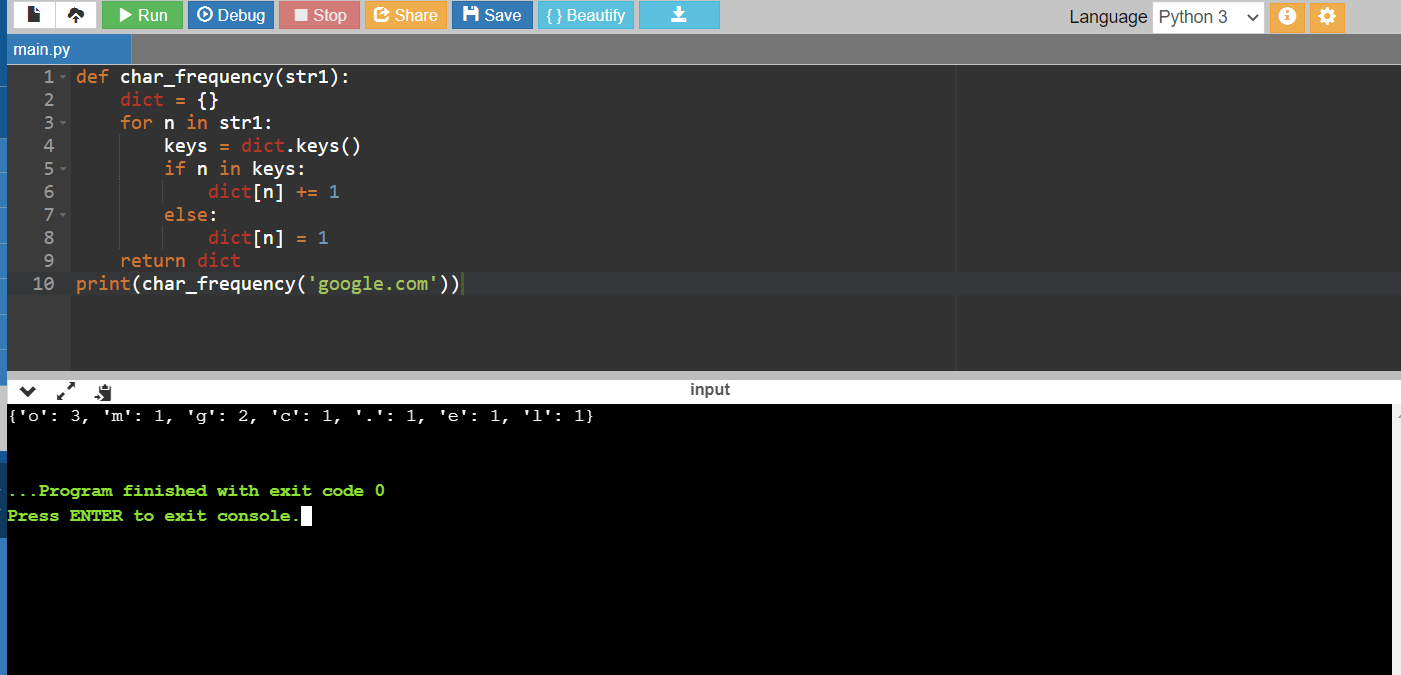 Run Debug Stop Share Save { } Beautify Language Python 3
main.py
1 def char_frequency(str1):
2     dict = {}
3     for n in str1:
4         keys = dict.keys()
5         if n in keys:
6             dict[n] += 1
7         else:
8             dict[n] = 1
9     return dict
10 print(char_frequency('google.com'))
input
{'o': 3, 'm': 1, 'g': 2, 'c': 1, '.': 1, 'e': 1, 'l': 1}
...Program finished with exit code 0
Press ENTER to exit console.